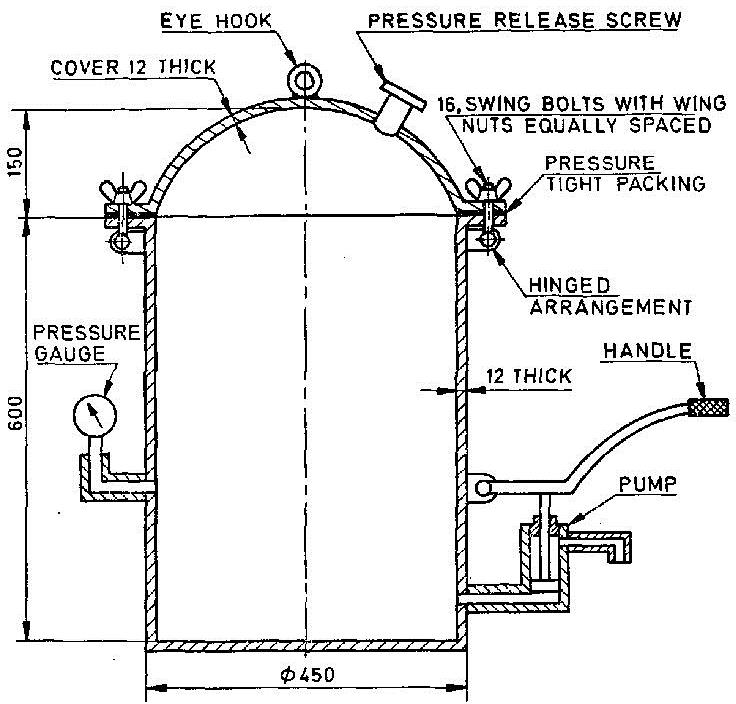 EYE HOOK
PRESSURE RELEASE SCREW
COVER 12 THICK
16, SWING BOLTS WITH WING
NUTS EQUALLY SPACED
150
PRESSURE
TIGHT PACKING
HINGED
ARRANGEMENT
PRESSURE
GAUGE
HANDLE
12 THICK
600
PUMP
Φ450